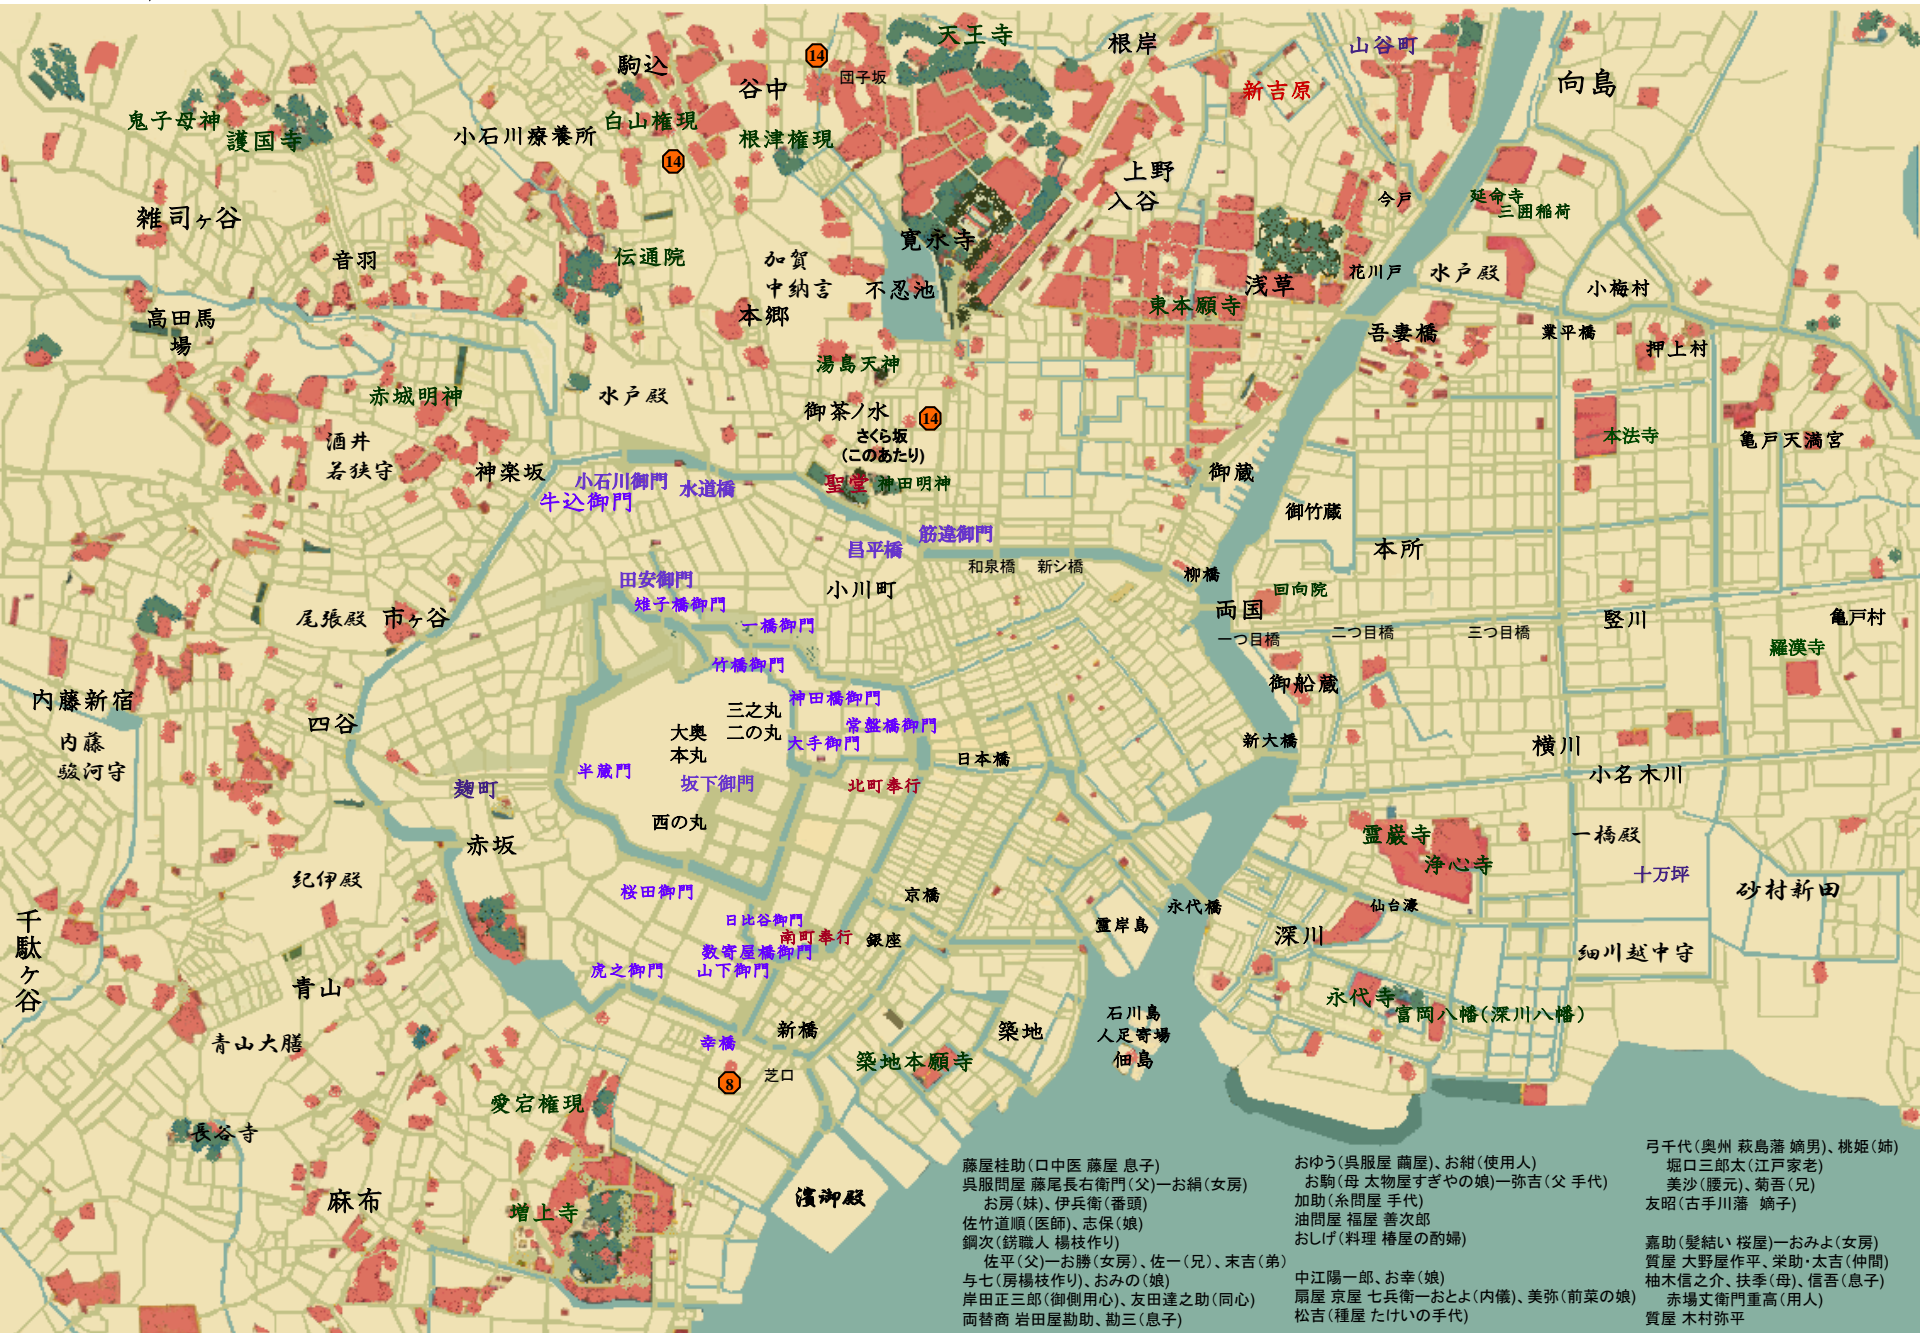 天王寺
根岸
山谷町
駒込
14
団子坂
谷中
新吉原
向島
鬼子母神
護国寺
小石川療養所
白山権現
根津権現
14
上野
入谷
今戸
延命寺
三囲稲荷
雑司ヶ谷
音羽
伝通院
加賀
中納言
本郷
寛永寺
不忍池
浅草
東本願寺
花川戸
水戸殿
小梅村
高田馬
場
吾妻橋
業平橋
押上村
湯島天神
赤城明神
水戸殿
御茶ノ水
14
さくら坂
(このあたり)
本法寺
亀戸天満宮
酒井
若狭守
神楽坂
小石川御門
牛込御門
水道橋
聖堂
神田明神
御蔵
御竹蔵
昌平橋
筋違御門
和泉橋
新シ橋
柳橋
本所
田安御門
雉子橋御門
小川町
一橋御門
両国
回向院
一つ目橋
二つ目橋
三つ目橋
竪川
亀戸村
羅漢寺
尾張殿
市ヶ谷
竹橋御門
神田橋御門
常盤橋御門
大手御門
三之丸
二の丸
大奥
本丸
御船蔵
内藤新宿
内藤
駿河守
四谷
半蔵門
坂下御門
北町奉行
日本橋
新大橋
横川
小名木川
麹町
西の丸
赤坂
霊巌寺
浄心寺
一橋殿
十万坪
砂村新田
紀伊殿
桜田御門
日比谷御門
南町奉行
数寄屋橋御門
山下御門
虎之御門
京橋
銀座
霊岸島
永代橋
仙台濠
深川
細川越中守
千駄ヶ谷
青山
青山大膳
永代寺
富岡八幡(深川八幡)
幸橋
新橋
築地
石川島
人足寄場
佃島
8
芝口
築地本願寺
愛宕権現
長谷寺
麻布
増上寺
濱御殿
藤屋桂助(口中医 藤屋 息子)
呉服問屋 藤尾長右衛門(父)―お絹(女房)
お房(妹)、伊兵衛(番頭)
佐竹道順(医師)、志保(娘)
鋼次(錺職人 楊枝作り)
佐平(父)―お勝(女房)、佐一(兄)、末吉(弟)
与七(房楊枝作り)、おみの(娘)
岸田正三郎(御側用心)、友田達之助(同心)
両替商 岩田屋勘助、勘三(息子)
おゆう(呉服屋 繭屋)、お紺(使用人)
お駒(母 太物屋すぎやの娘)―弥吉(父 手代)
加助(糸問屋 手代)
油問屋 福屋 善次郎
おしげ(料理 椿屋の酌婦)
中江陽一郎、お幸(娘)
扇屋 京屋 七兵衛―おとよ(内儀)、美弥(前菜の娘)
松吉(種屋 たけいの手代)
弓千代(奥州 萩島藩 嫡男)、桃姫(姉)
堀口三郎太(江戸家老)
美沙(腰元)、菊吾(兄)
友昭(古手川藩 嫡子)
嘉助(髪結い 桜屋)―おみよ(女房)
質屋 大野屋作平、栄助・太吉(仲間)
柚木信之介、扶季(母)、信吾(息子)
赤場丈衛門重高(用人)
質屋 木村弥平